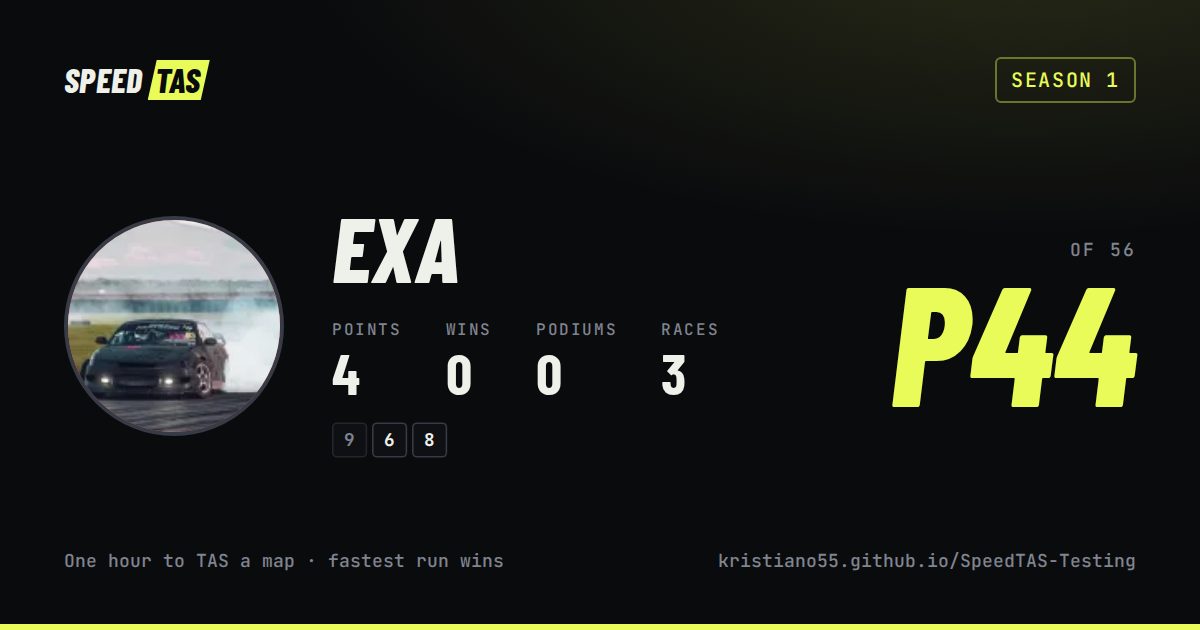 SPEED TAS
SEASON 1
EXA
OF 56
P44
POINTS WINS PODIUMS RACES
4 0 0 3
9 6 8
One hour to TAS a map · fastest run wins
kristiano55.github.io/SpeedTAS-Testing